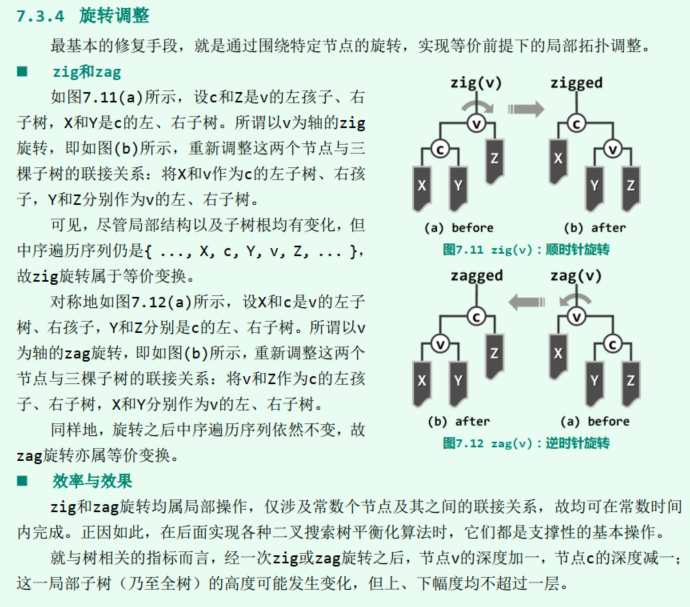 7.3.4 旋转调整
最基本的修复手段，就是通过围绕特定节点的旋转，实现等价前提下的局部拓扑调整。
■ zig和zag
如图7.11(a)所示，设c和Z是v的左孩子、右
子树，X和Y是c的左、右子树。所谓以v为轴的zig
旋转，即如图(b)所示，重新调整这两个节点与三
棵子树的联接关系：将X和v作为c的左子树、右孩
子，Y和Z分别作为v的左、右子树。
可见，尽管局部结构以及子树根均有变化，但
中序遍历序列仍是{ ..., X, c, Y, v, Z, ... }，
故zig旋转属于等价变换。
对称地如图7.12(a)所示，设X和c是v的左子
树、右孩子，Y和Z分别是c的左、右子树。所谓以v
为轴的zag旋转，即如图(b)所示，重新调整这两个
节点与三棵子树的联接关系：将v和Z作为c的左孩
子、右子树，X和Y分别作为v的左、右子树。
同样地，旋转之后中序遍历序列依然不变，故
zag旋转亦属等价变换。
zig(v) zigged
v c
c Z X v
X Y Y Z
(a) before (b) after
图7.11 zig(v)：顺时针旋转
zagged zag(v)
c v
v Z X c
X Y Y Z
(b) after (a) before
图7.12 zag(v)：逆时针旋转
■ 效率与效果
zig和zag旋转均属局部操作，仅涉及常数个节点及其之间的联接关系，故均可在常数时间
内完成。正因如此，在后面实现各种二叉搜索树平衡化算法时，它们都是支撑性的基本操作。
就与树相关的指标而言，经一次zig或zag旋转之后，节点v的深度加一，节点c的深度减一；
这一局部子树（乃至全树）的高度可能发生变化，但上、下幅度均不超过一层。